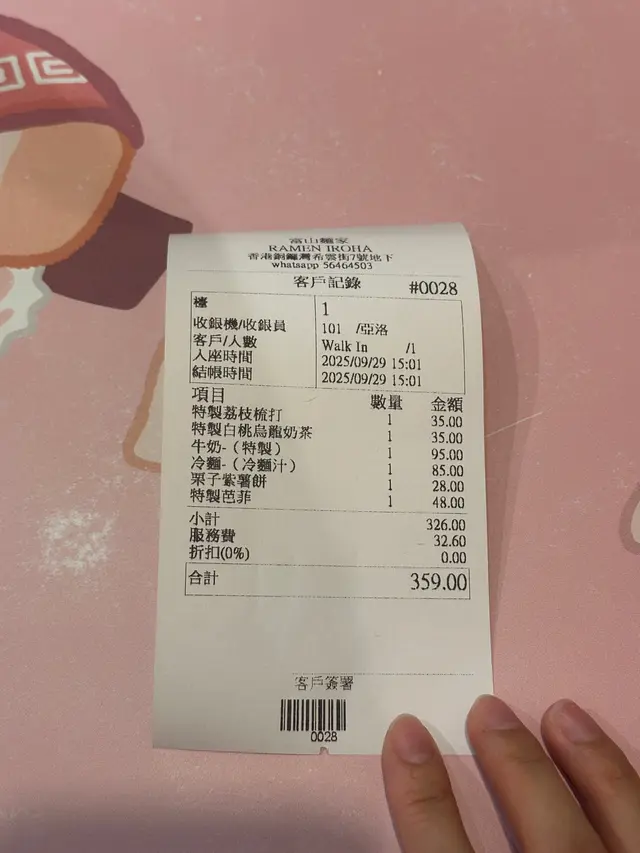 富山麵家
RAMEN IROHA
香港銅鑼灣希雲街7號地下
whatsapp 56464503
客戶記錄 #0028
檯 1
收銀機/收銀員 101 /亞洛
客戶/人數 Walk In /1
入座時間 2025/09/29 15:01
結帳時間 2025/09/29 15:01
項目 數量 金額
特製荔枝梳打 1 35.00
特製白桃烏龍奶茶 1 35.00
牛奶-（特製） 1 95.00
冷麵-（冷麵汁） 1 85.00
栗子紫薯餅 1 28.00
特製芭菲 1 48.00
小計 326.00
服務費 32.60
折扣(0%) 0.00
合計 359.00
客戶簽署
0028